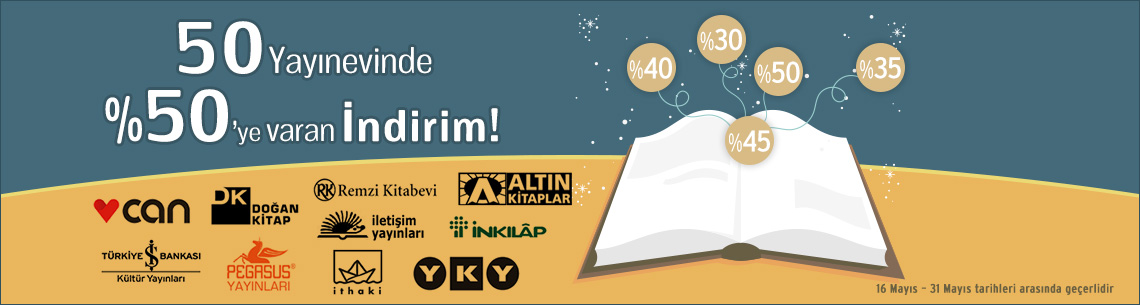 50 Yayınevinde
%50'ye varan İndirim!
%40
%30
%50
%35
%45
can
DK DOĞAN KİTAP
RK Remzi Kitabevi
ALTIN KİTAPLAR
iletişim yayınları
İNKILÂP
TÜRKİYE İŞ BANKASI
Kültür Yayınları
PEGASUS®
YAYINLARI
ithaki
YKY
16 Mayıs - 31 Mayıs tarihleri arasında geçerlidir